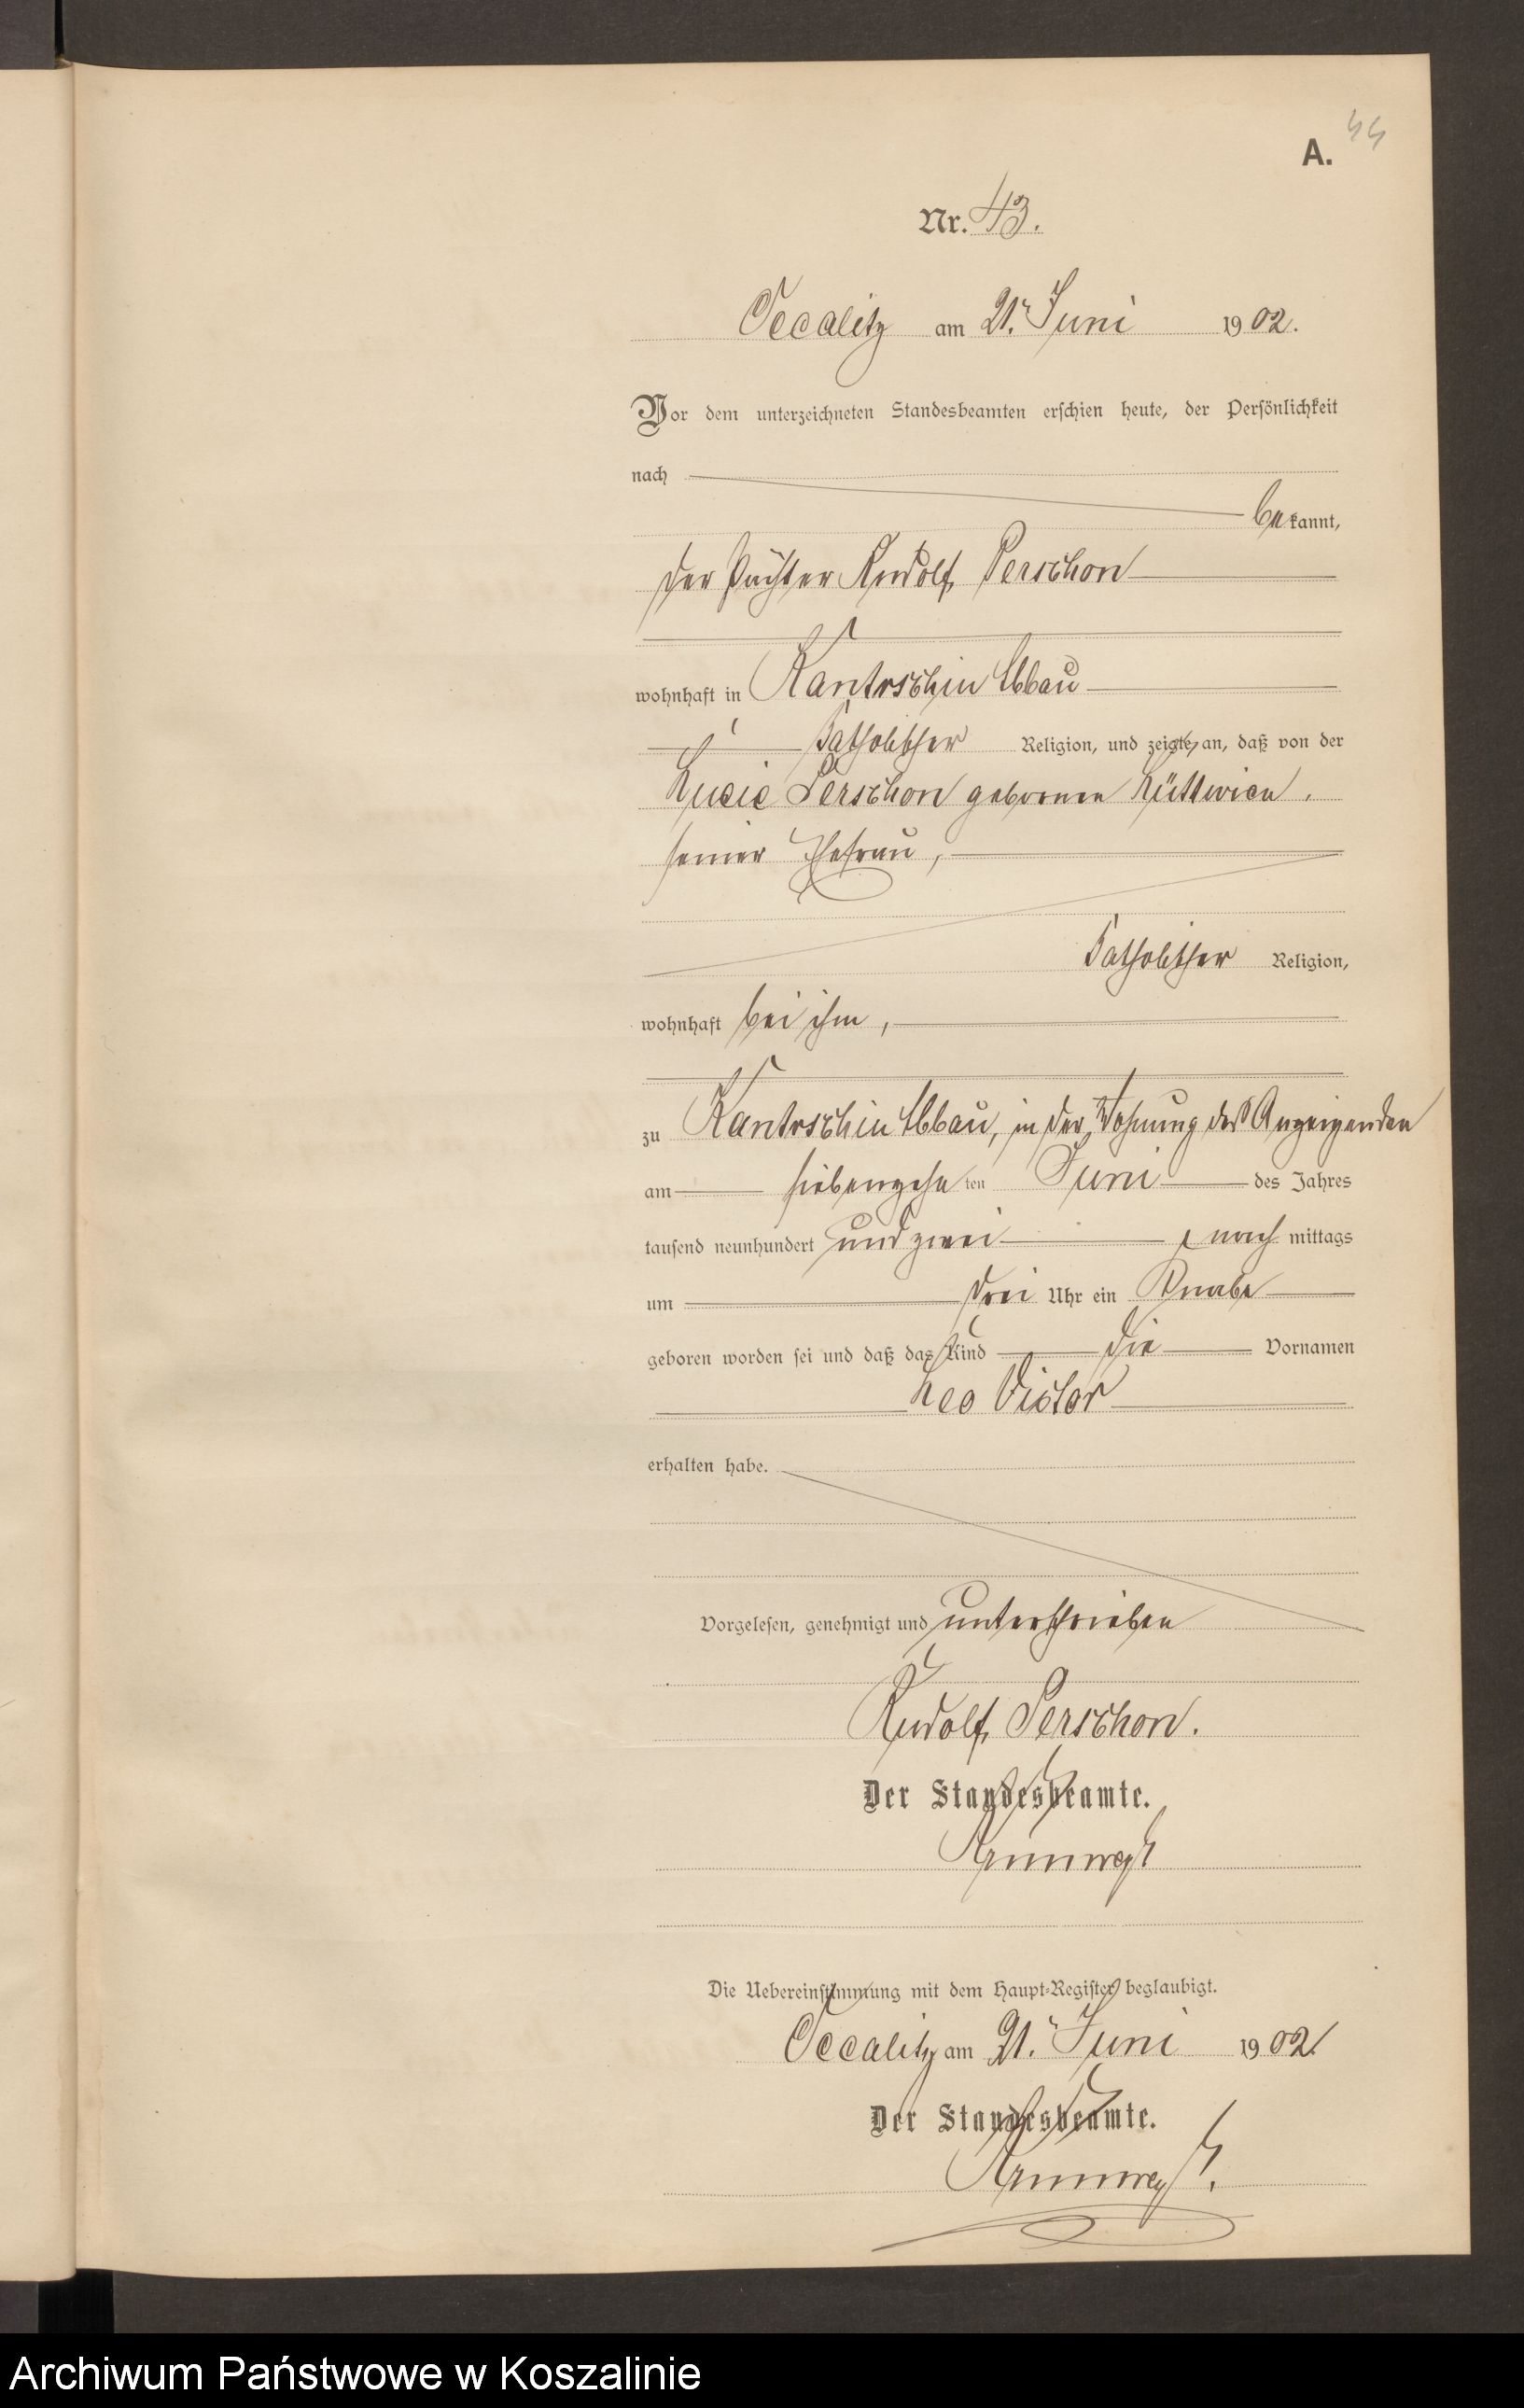 44
A.
Nr. 43.
Occalitz am 21. Juni 1902.
Vor dem unterzeichneten Standesbeamten erschien heute, der Persönlichkeit
nach
bekannt,
der Pächter Rudolf Perschon
wohnhaft in Kantrschin Abbau
katholischer Religion, und zeigte an, daß von der
Lucie Perschon geborenen
seiner Ehefrau,
katholischer Religion,
wohnhaft bei ihm,
zu Kantrschin Abbau, in der Wohnung des Anzeigenden
am siebenzehnten Juni des Jahres
tausend neunhundert und zwei nachmittags
um drei Uhr ein Knabe
geboren worden sei und daß das Kind die Vornamen
Leo Victor
erhalten habe.
Vorgelesen, genehmigt und unterschrieben
Rudolf Perschon.
Der Standesbeamte.
Die Uebereinstimmung mit dem Haupt-Register beglaubigt.
Occalitz am 21. Juni 1902.
Der Standesbeamte.
Archiwum Państwowe w Koszalinie